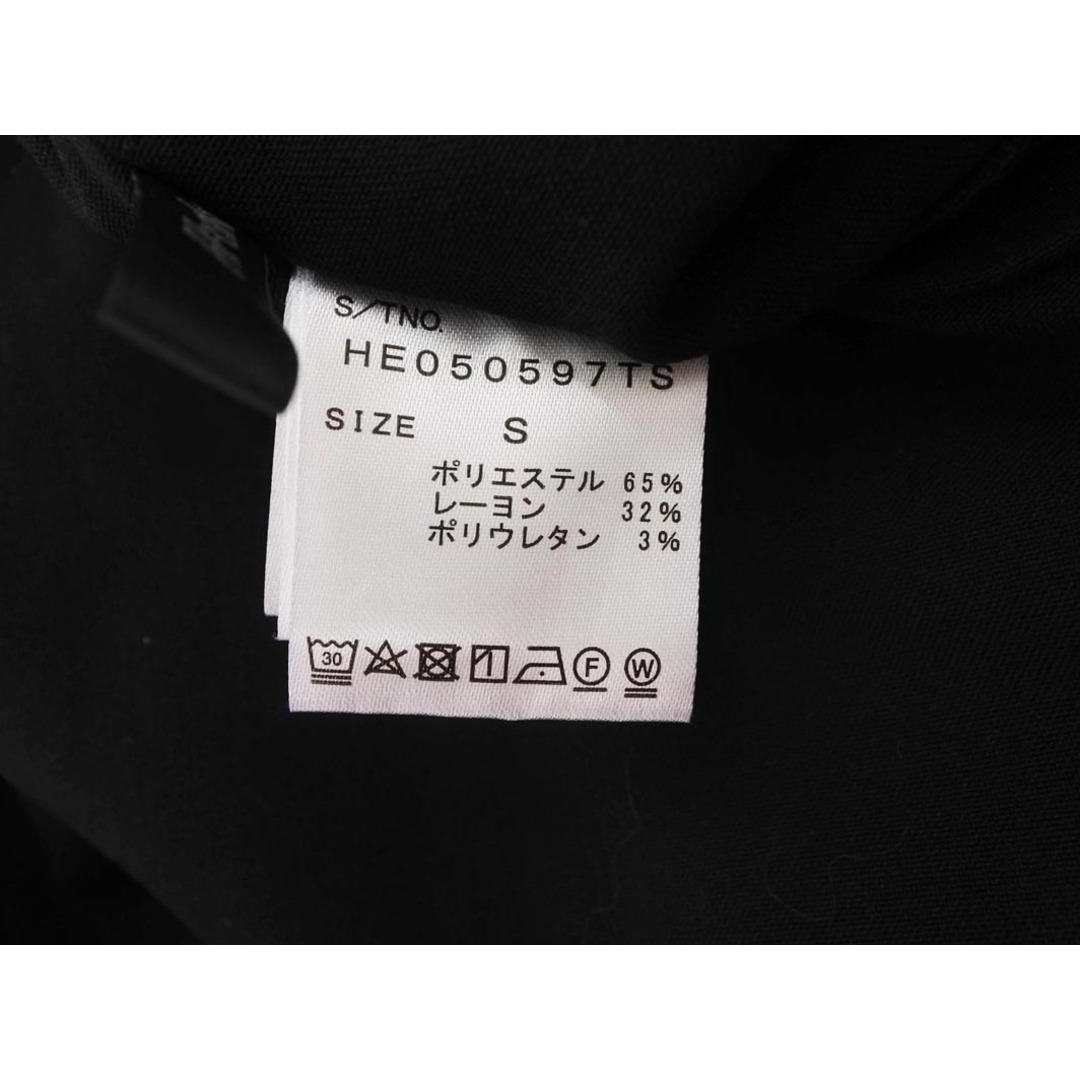 S/TNO.
HE050597TS
SIZE S
ポリエステル 65%
レーヨン 32%
ポリウレタン 3%
30 F W